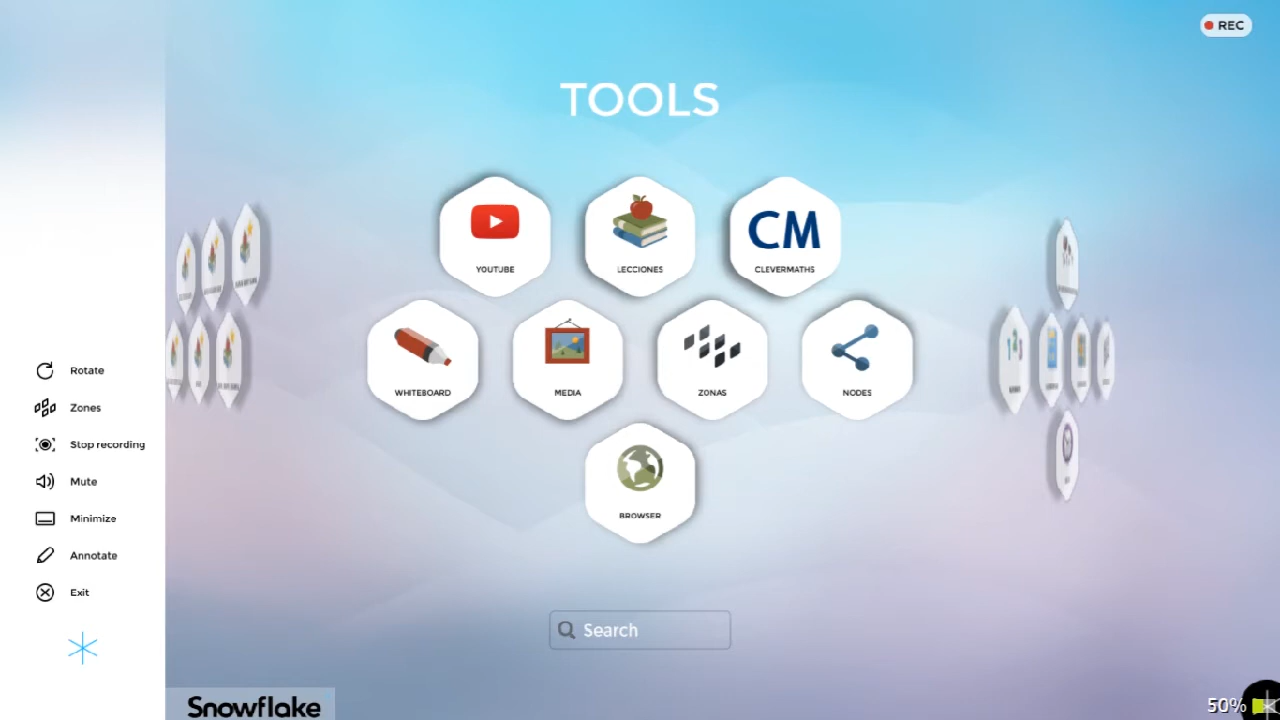 REC
TOOLS
YOUTUBE
LECCIONES
CM
CLEVERMATHS
WHITEBOARD
MEDIA
ZONAS
NODES
BROWSER
Rotate
Zones
Stop recording
Mute
Minimize
Annotate
Exit
Search
Snowflake
50%